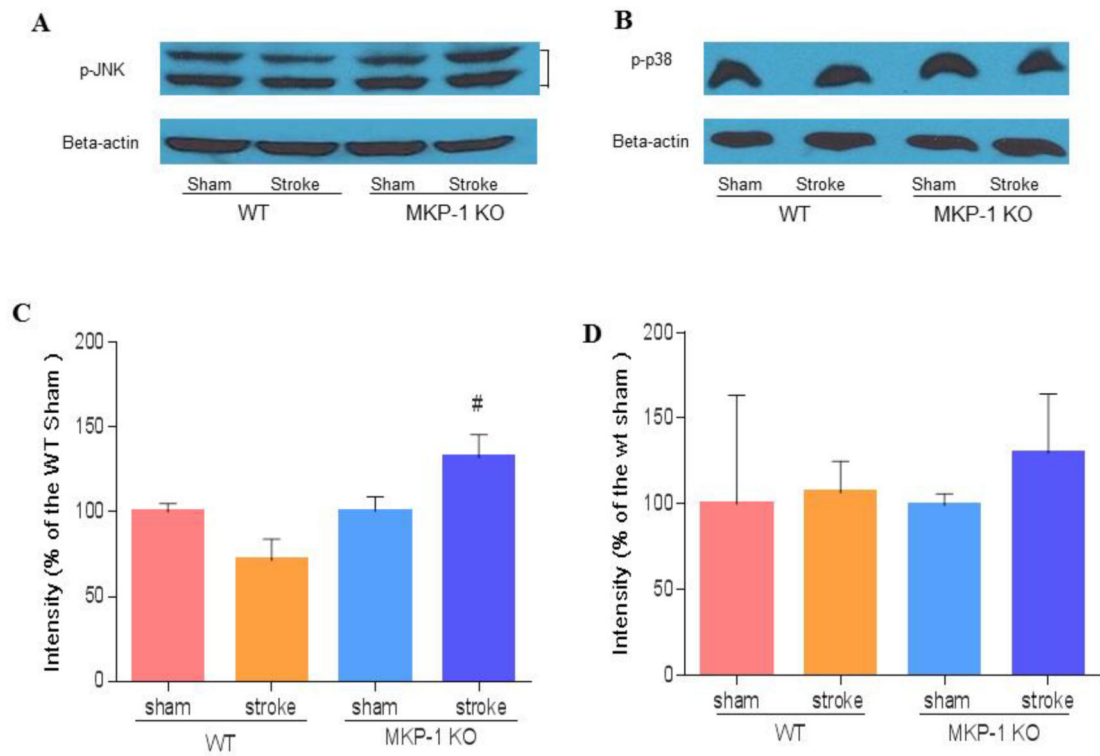 A
p-JNK
Beta-actin
Sham Stroke Sham Stroke
WT MKP-1 KO
B
p-p38
Beta-actin
Sham Stroke Sham Stroke
WT MKP-1 KO
C
Intensity (% of the WT Sham )
200
150
100
50
0
#
sham stroke sham stroke
WT MKP-1 KO
D
Intensity (% of the wt sham )
200
150
100
50
0
sham stroke sham stroke
WT MKP-1 KO